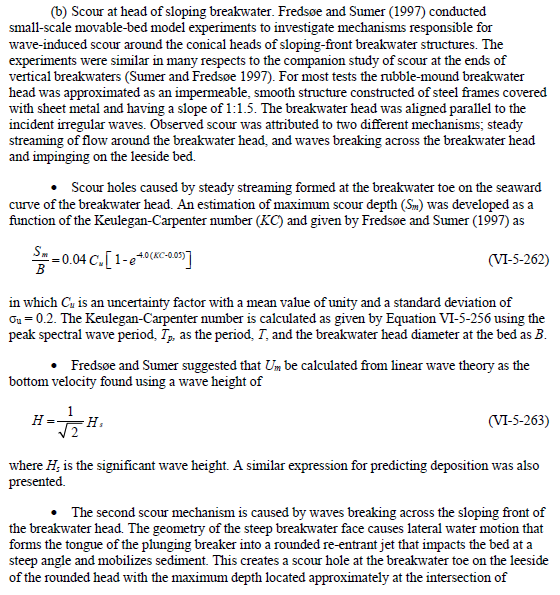 (b) Scour at head of sloping breakwater. Fredsøe and Sumer (1997) conducted
small-scale movable-bed model experiments to investigate mechanisms responsible for
wave-induced scour around the conical heads of sloping-front breakwater structures. The
experiments were similar in many respects to the companion study of scour at the ends of
vertical breakwaters (Sumer and Fredsøe 1997). For most tests the rubble-mound breakwater
head was approximated as an impermeable, smooth structure constructed of steel frames covered
with sheet metal and having a slope of 1:1.5. The breakwater head was aligned parallel to the
incident irregular waves. Observed scour was attributed to two different mechanisms; steady
streaming of flow around the breakwater head, and waves breaking across the breakwater head
and impinging on the leeside bed.
• Scour holes caused by steady streaming formed at the breakwater toe on the seaward
curve of the breakwater head. An estimation of maximum scour depth (Sm) was developed as a
function of the Keulegan-Carpenter number (KC) and given by Fredsøe and Sumer (1997) as
Sm/B = 0.04 Cu [ 1 - e^-4.0 (KC-0.05) ] (VI-5-262)
in which Cu is an uncertainty factor with a mean value of unity and a standard deviation of
σu = 0.2. The Keulegan-Carpenter number is calculated as given by Equation VI-5-256 using the
peak spectral wave period, Tp, as the period, T, and the breakwater head diameter at the bed as B.
• Fredsøe and Sumer suggested that Um be calculated from linear wave theory as the
bottom velocity found using a wave height of
H = 1/√2 Hs (VI-5-263)
where Hs is the significant wave height. A similar expression for predicting deposition was also
presented.
• The second scour mechanism is caused by waves breaking across the sloping front of
the breakwater head. The geometry of the steep breakwater face causes lateral water motion that
forms the tongue of the plunging breaker into a rounded re-entrant jet that impacts the bed at a
steep angle and mobilizes sediment. This creates a scour hole at the breakwater toe on the leeside
of the rounded head with the maximum depth located approximately at the intersection of